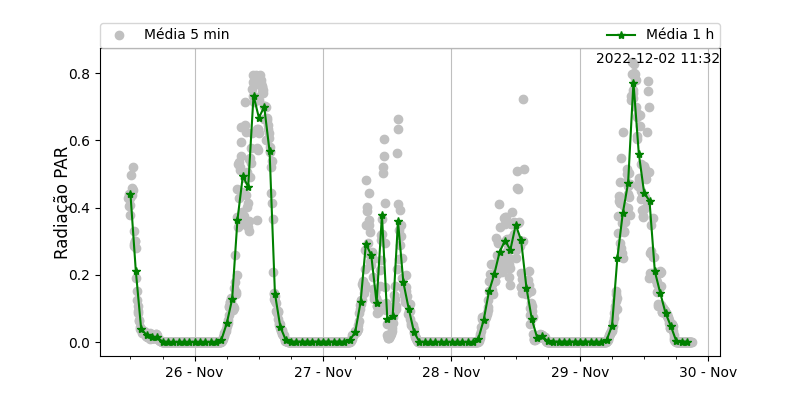 Média 5 min
Média 1 h
2022-12-02 11:32
Radiação PAR
0.8
0.6
0.4
0.2
0.0
26 - Nov
27 - Nov
28 - Nov
29 - Nov
30 - Nov